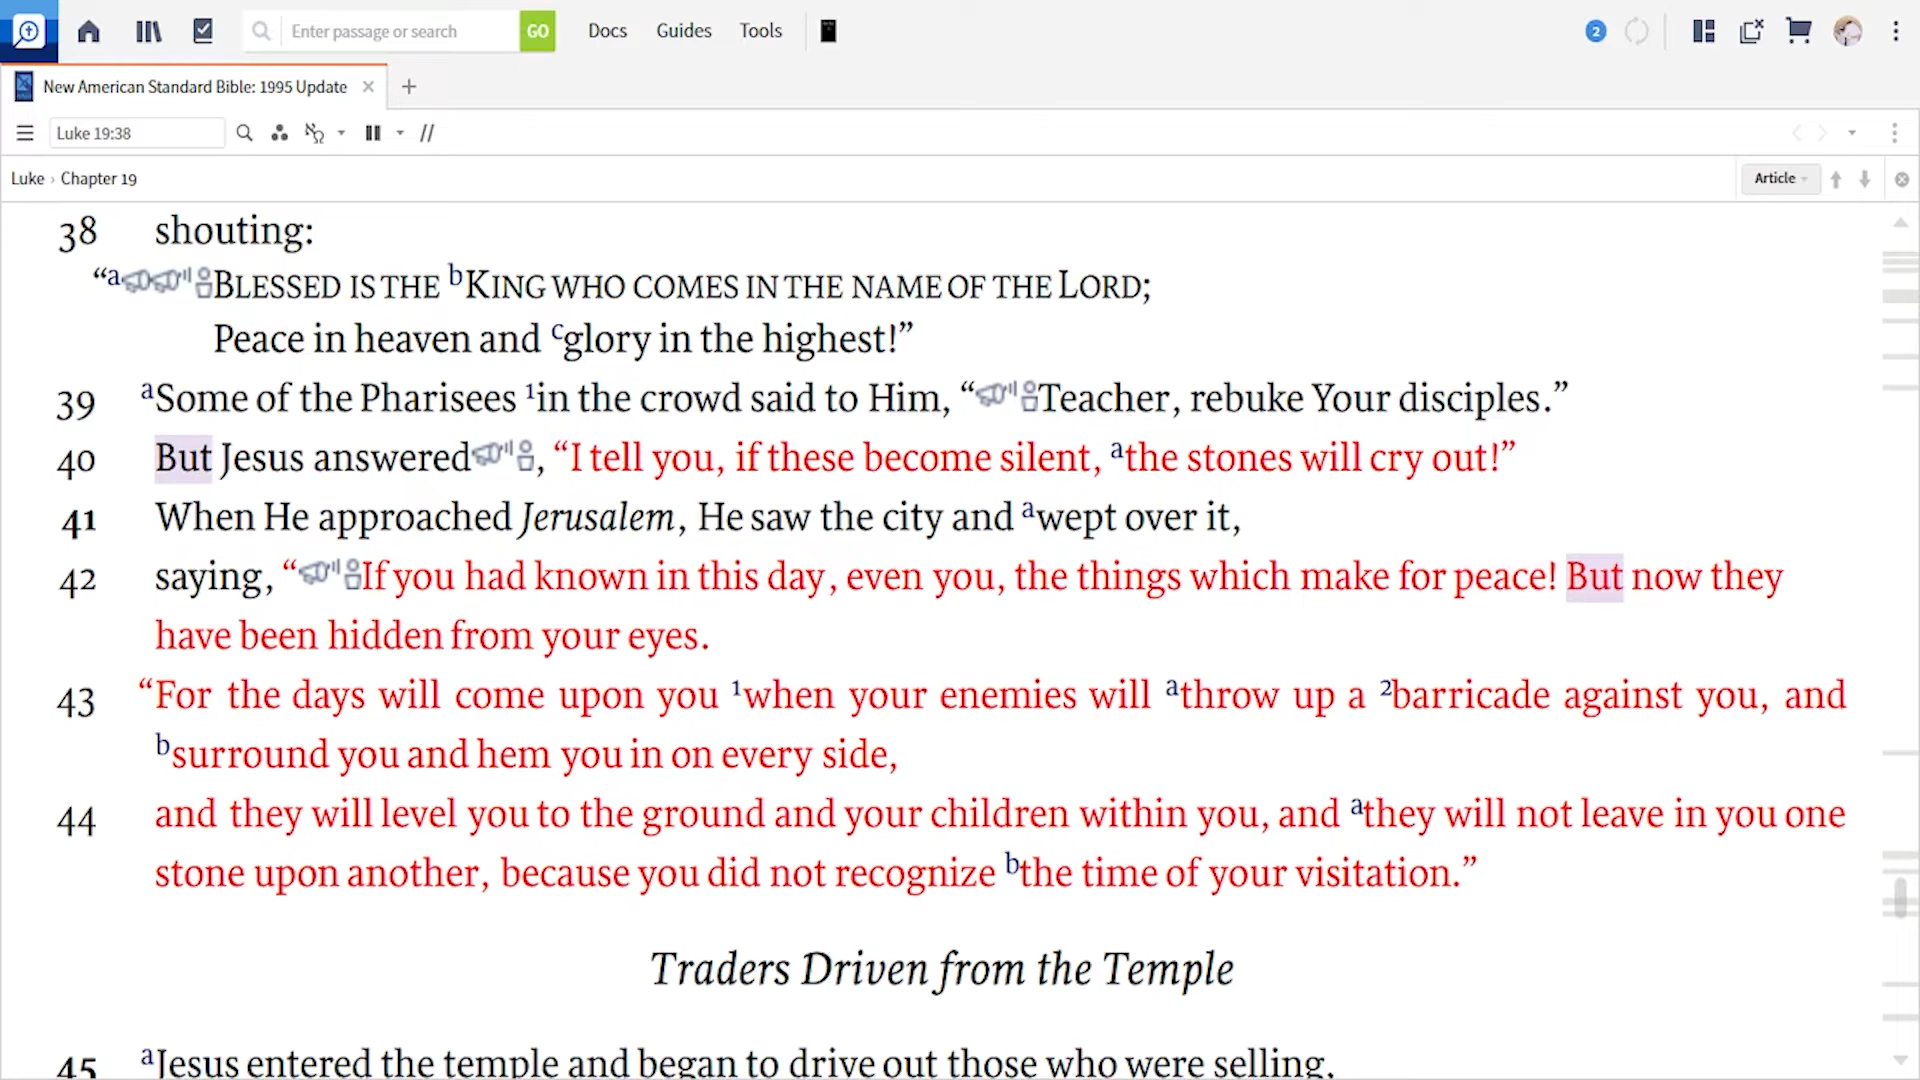 Enter passage or search GO Docs Guides Tools 2
New American Standard Bible: 1995 Update
Luke 19:38
Luke › Chapter 19 Article
38 shouting:
“aBLESSED IS THE bKING WHO COMES IN THE NAME OF THE LORD;
Peace in heaven and cglory in the highest!”
39 aSome of the Pharisees 1in the crowd said to Him, “Teacher, rebuke Your disciples.”
40 But Jesus answered, “I tell you, if these become silent, athe stones will cry out!”
41 When He approached Jerusalem, He saw the city and awept over it,
42 saying, “If you had known in this day, even you, the things which make for peace! But now they
have been hidden from your eyes.
43 “For the days will come upon you 1when your enemies will athrow up a 2barricade against you, and
bsurround you and hem you in on every side,
44 and they will level you to the ground and your children within you, and athey will not leave in you one
stone upon another, because you did not recognize bthe time of your visitation.”
Traders Driven from the Temple
45 aJesus entered the temple and began to drive out those who were selling,